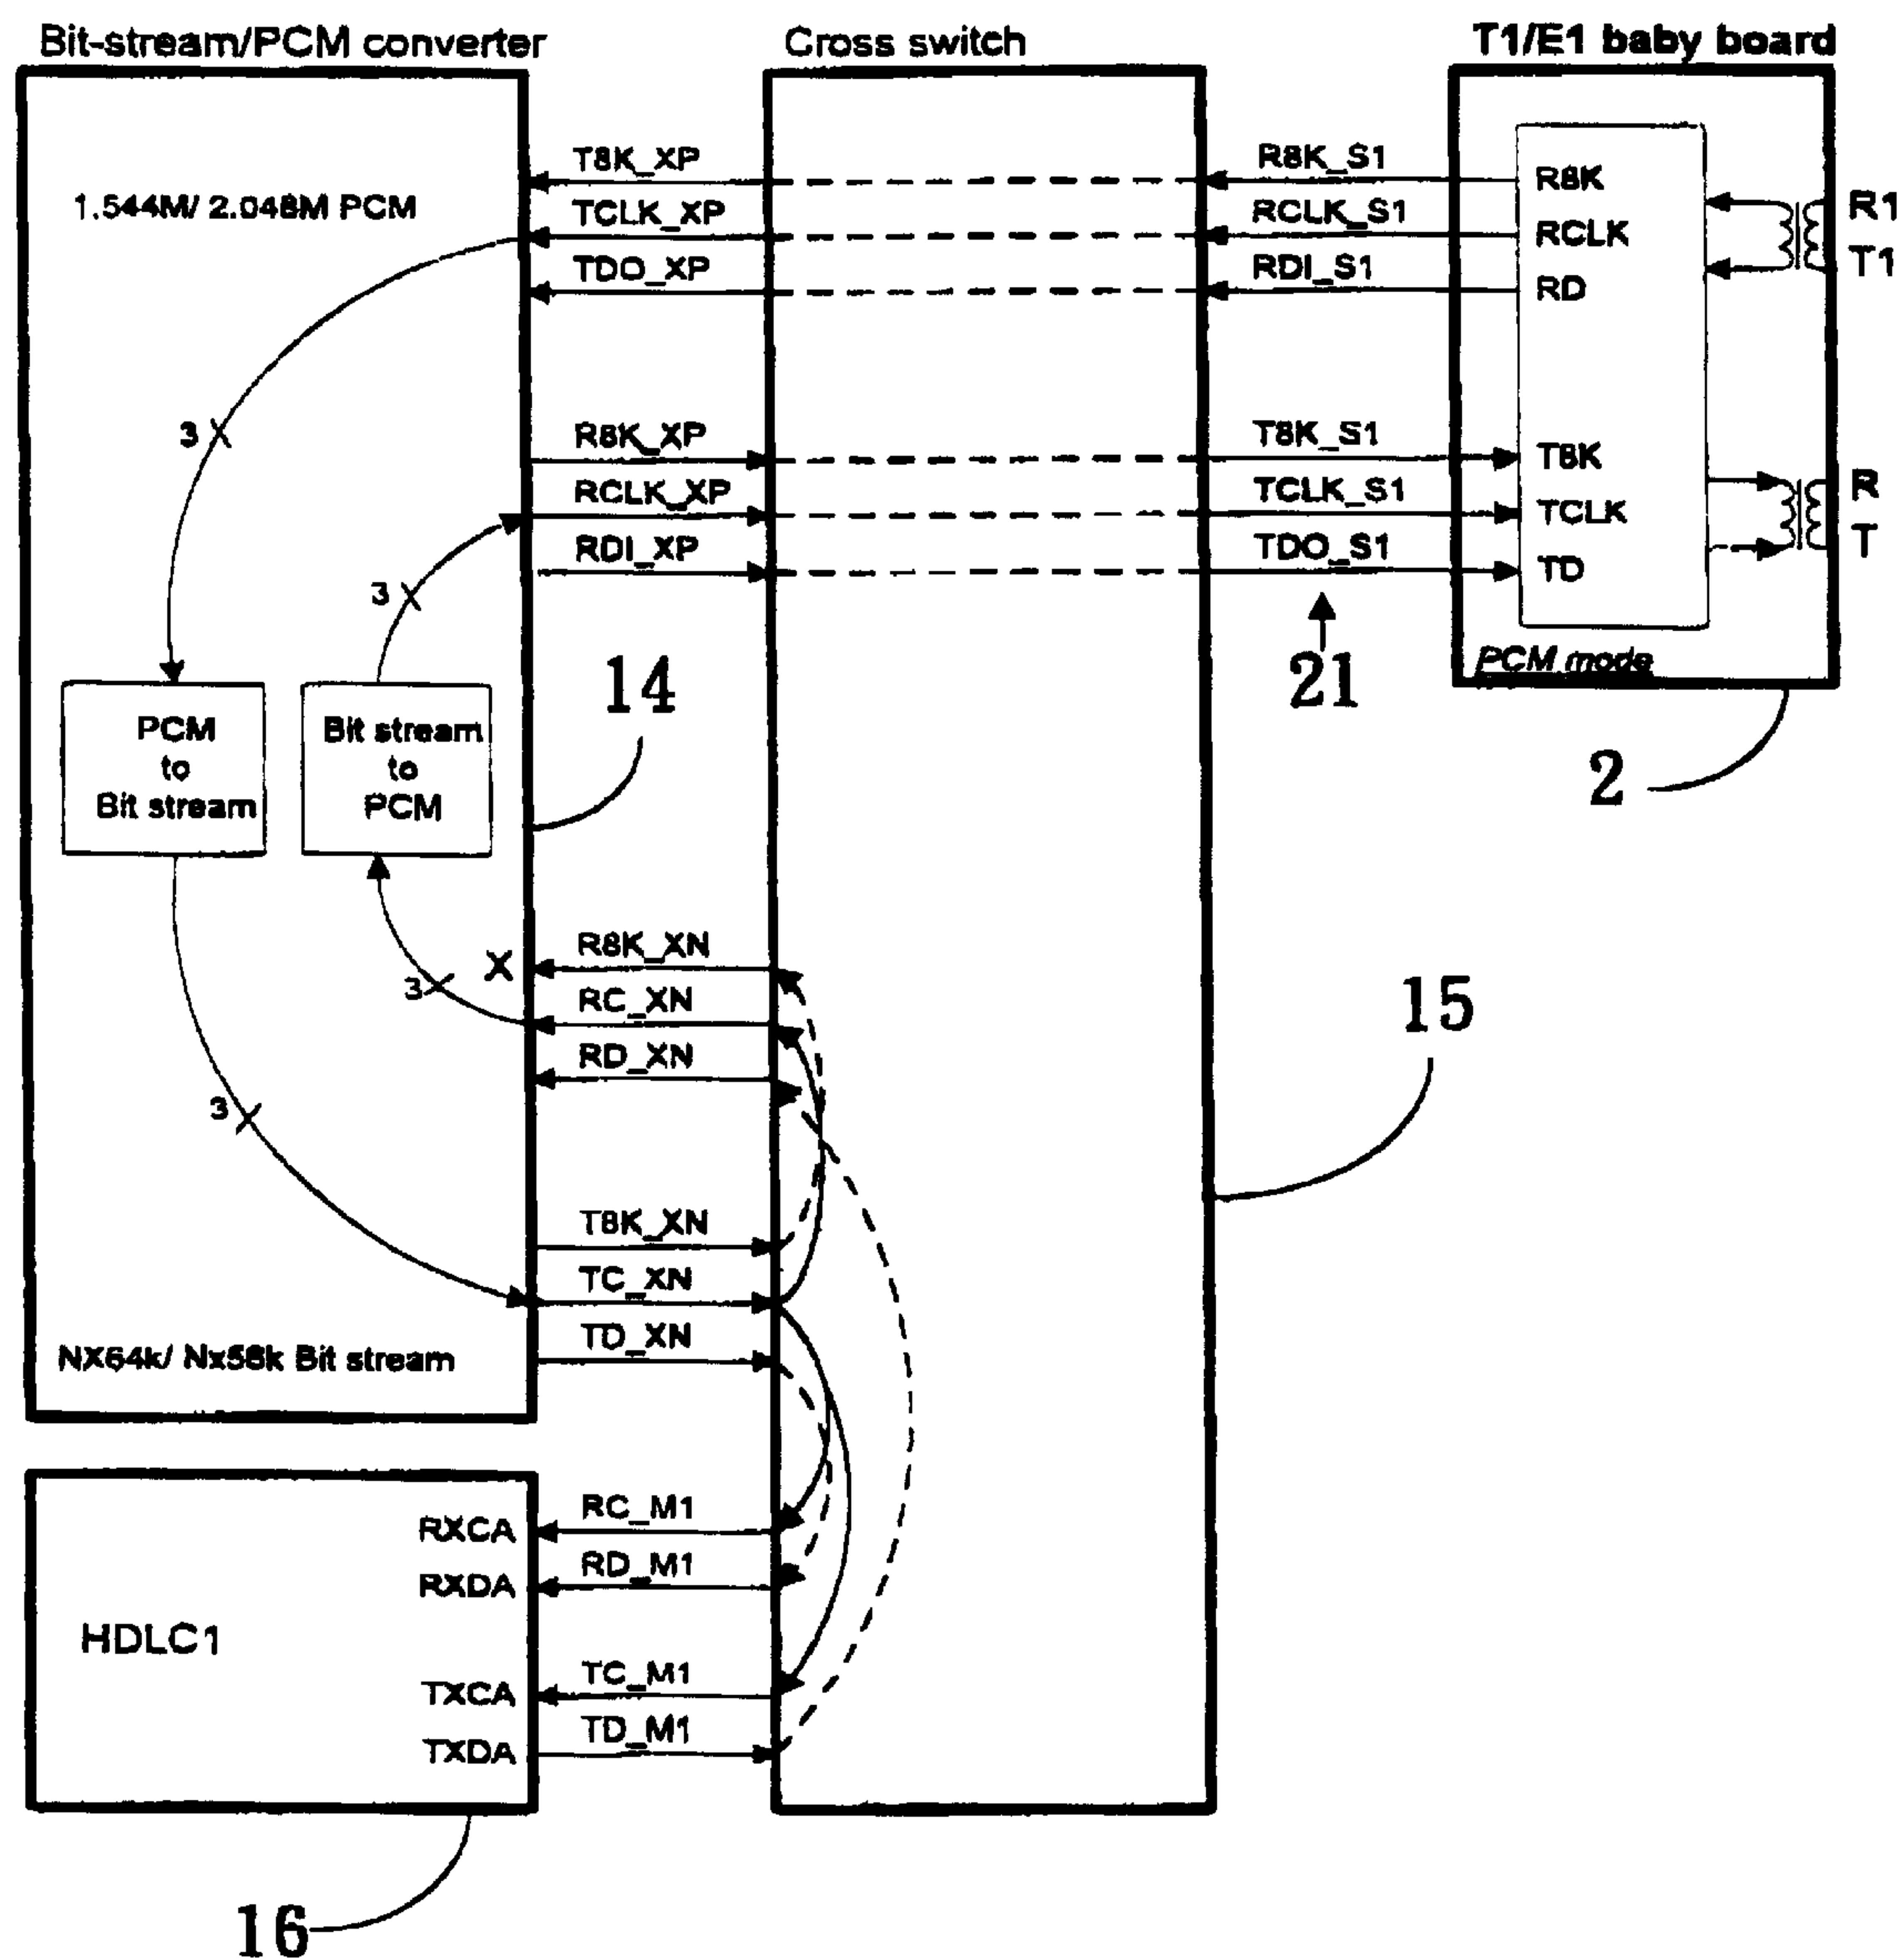 Bit-stream/PCM converter
Cross switch
T1/E1 baby board
1.544M/ 2.048M PCM
T8K_XP
TCLK_XP
TDO_XP
R8K_S1
RCLK_S1
RDI_S1
R8K
RCLK
RD
R1
T1
3
R8K_XP
RCLK_XP
RDI_XP
T8K_S1
TCLK_S1
TDO_S1
T8K
TCLK
TD
R
T
3
21
PCM mode
14
2
PCM
to
Bit stream
Bit stream
to
PCM
X
3
R8K_XN
RC_XN
RD_XN
15
3
T8K_XN
TC_XN
TD_XN
NX64k/ Nx56k Bit stream
RXCA
RXDA
RC_M1
RD_M1
HDLC1
TXCA
TXDA
TC_M1
TD_M1
16